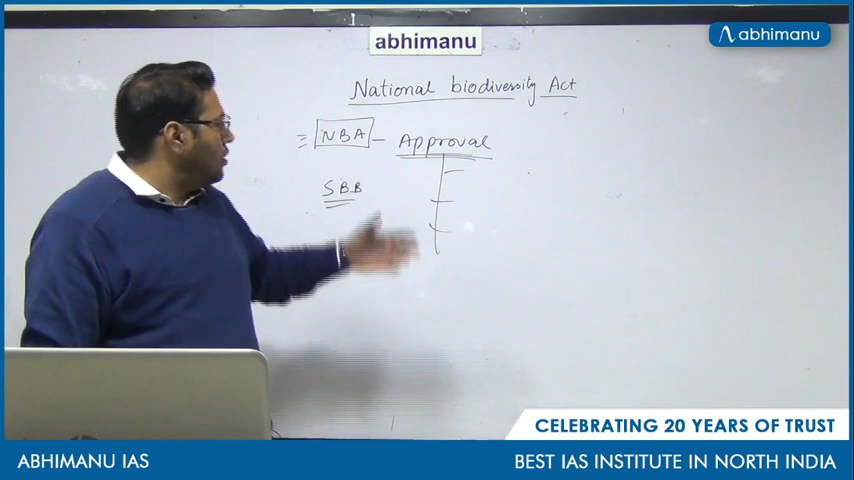 abhimanu
abhimanu
National biodiversity Act
NBA - Approval
SBB
CELEBRATING 20 YEARS OF TRUST
ABHIMANU IAS
BEST IAS INSTITUTE IN NORTH INDIA